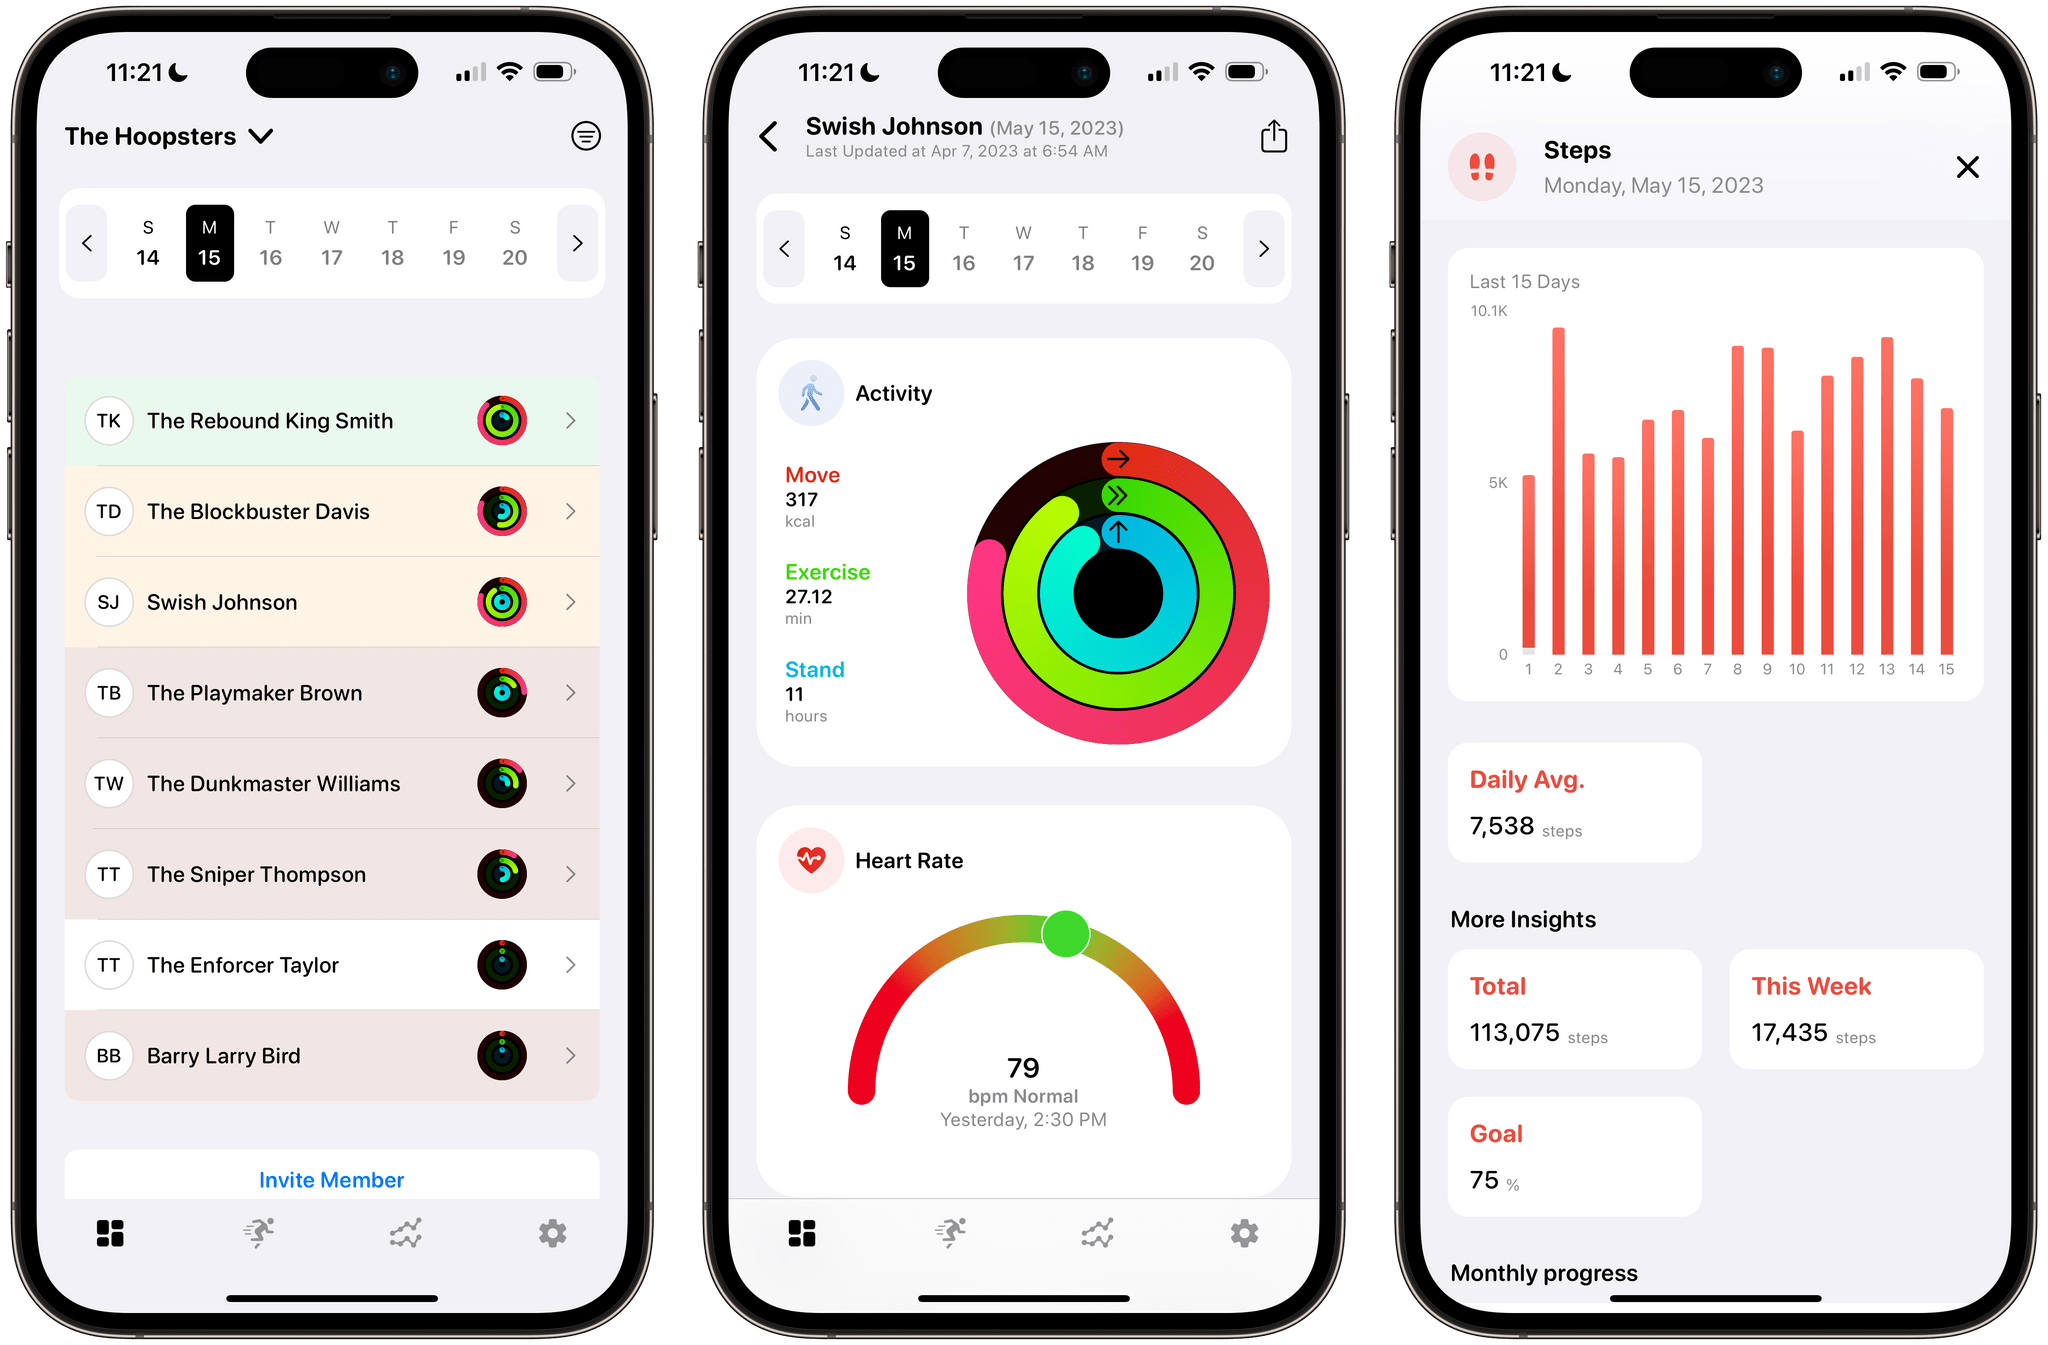 11:21
The Hoopsters
S M T W T F S
14 15 16 17 18 19 20
TK The Rebound King Smith
TD The Blockbuster Davis
SJ Swish Johnson
TB The Playmaker Brown
TW The Dunkmaster Williams
TT The Sniper Thompson
TT The Enforcer Taylor
BB Barry Larry Bird
Invite Member
11:21
Swish Johnson (May 15, 2023)
Last Updated at Apr 7, 2023 at 6:54 AM
S M T W T F S
14 15 16 17 18 19 20
Activity
Move
317
kcal
Exercise
27.12
min
Stand
11
hours
Heart Rate
79
bpm Normal
Yesterday, 2:30 PM
11:21
Steps
Monday, May 15, 2023
Last 15 Days
10.1K
5K
0
1 2 3 4 5 6 7 8 9 10 11 12 13 14 15
Daily Avg.
7,538 steps
More Insights
Total
113,075 steps
This Week
17,435 steps
Goal
75 %
Monthly progress